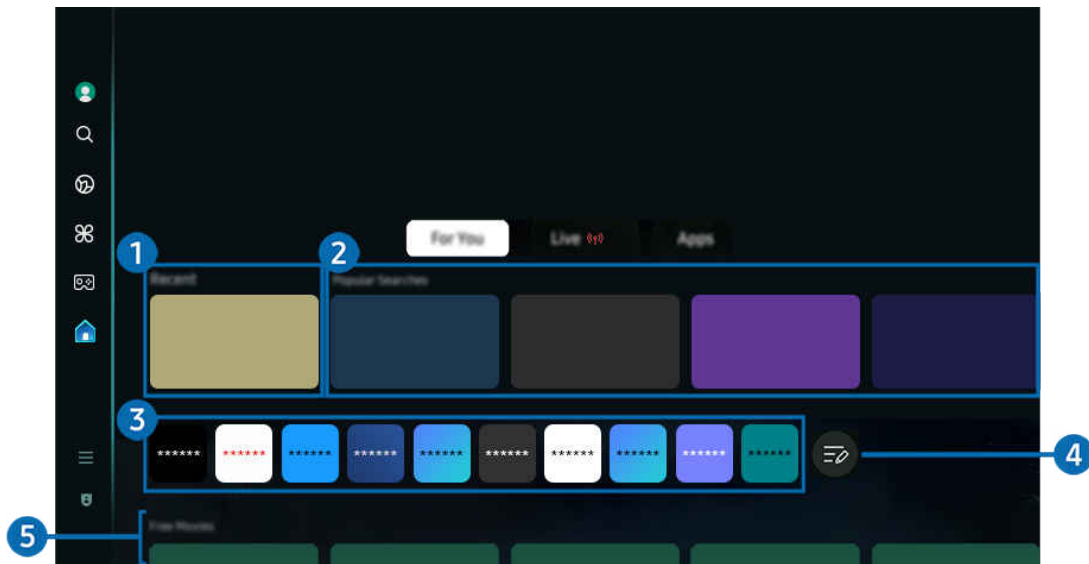 For You Live Apps
1 2
Recent Popular Searches
3
****** ****** ****** ****** ****** ****** ****** ****** ****** ******
4
Free Movies
5